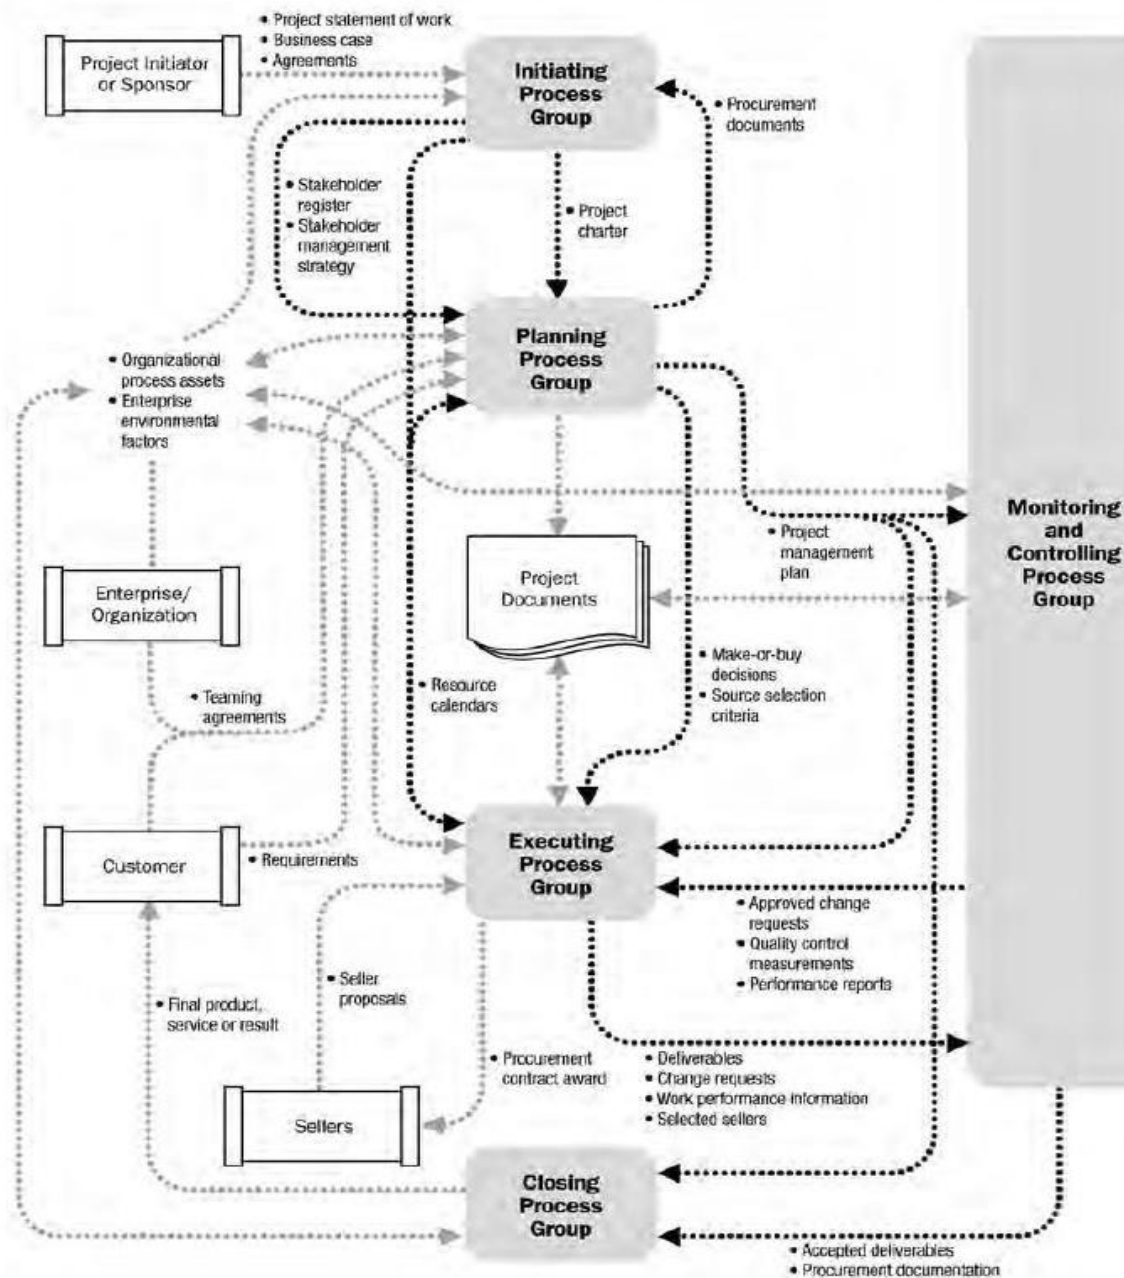 • Project statement of work
• Business case
• Agreements
Project Initiator
or Sponsor
Initiating
Process
Group
• Procurement
documents
• Stakeholder
register
• Stakeholder
management
strategy
• Project
charter
Planning
Process
Group
• Organizational
process assets
• Enterprise
environmental
factors
Monitoring
and
Controlling
Process
Group
• Project
management
plan
Project
Documents
Enterprise/
Organization
• Teaming
agreements
• Resource
calendars
• Make-or-buy
decisions
• Source selection
criteria
Customer
• Requirements
Executing
Process
Group
• Approved change
requests
• Quality control
measurements
• Performance reports
• Final product,
service or result
• Seller
proposals
• Procurement
contract award
• Deliverables
• Change requests
• Work performance information
• Selected sellers
Sellers
Closing
Process
Group
• Accepted deliverables
• Procurement documentation